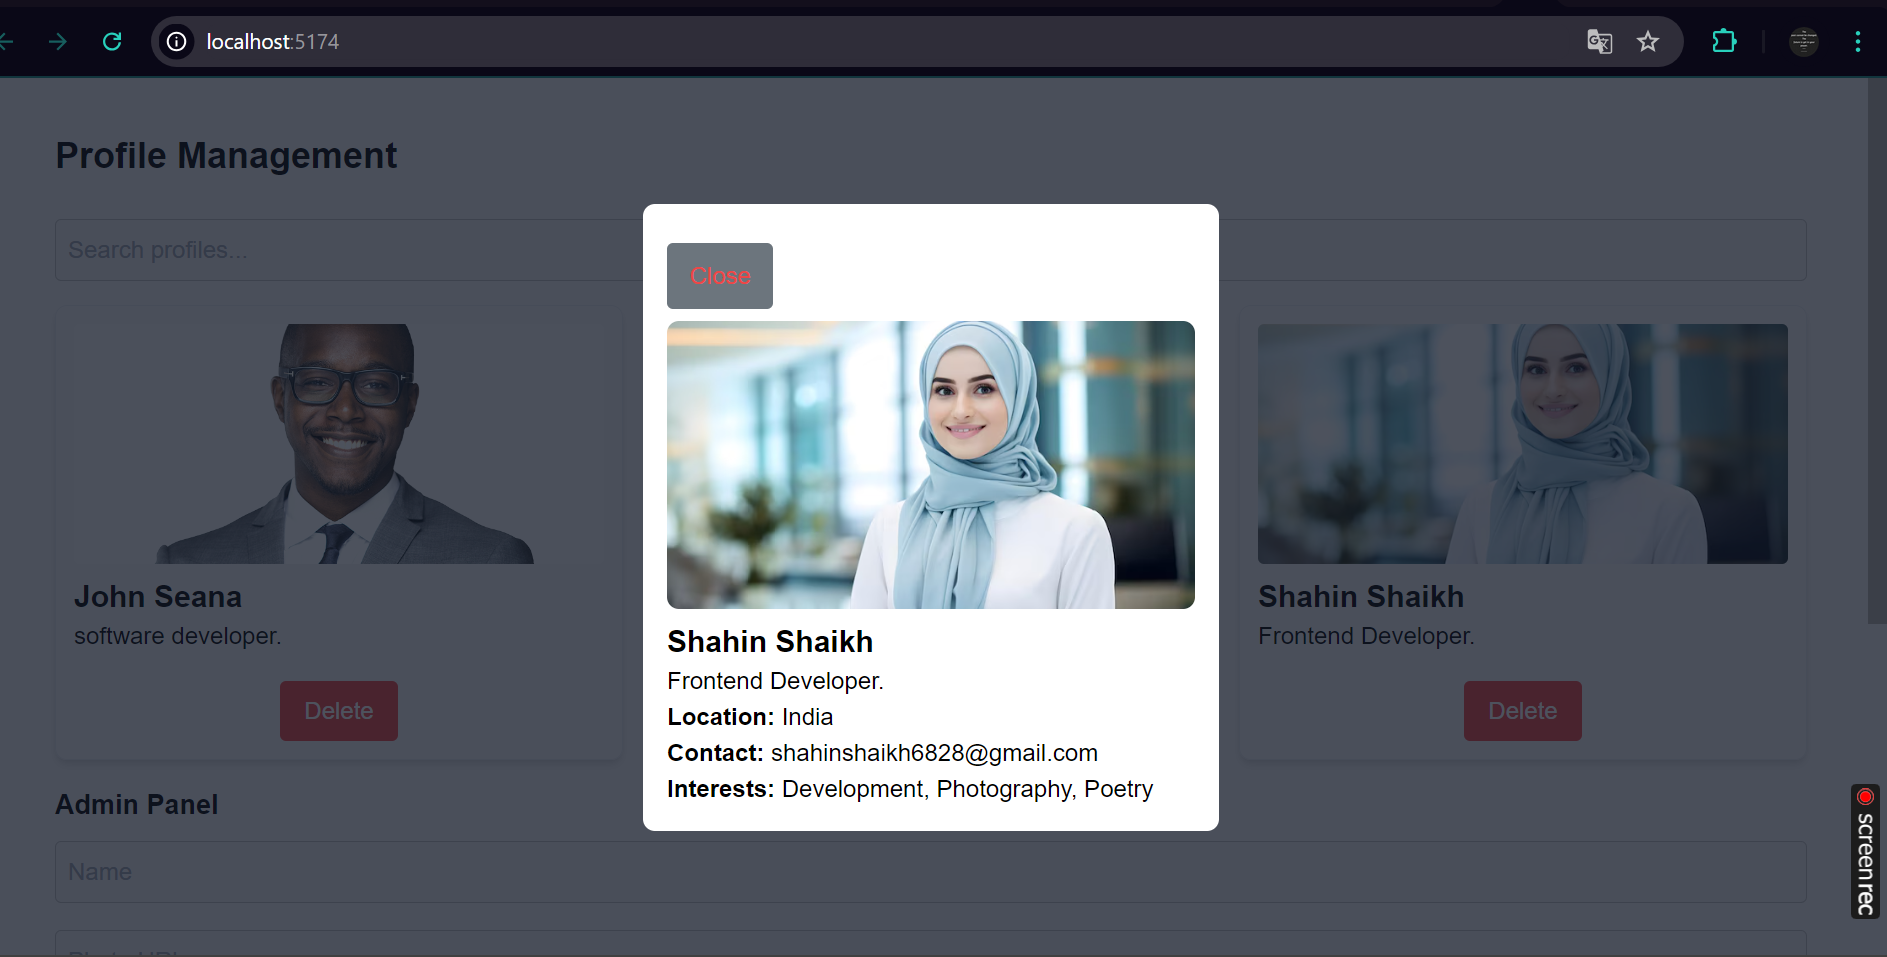 localhost:5174
Profile Management
Search profiles...
Close
John Seana
software developer.
Delete
Shahin Shaikh
Frontend Developer.
Location: India
Contact: shahinshaikh6828@gmail.com
Interests: Development, Photography, Poetry
Shahin Shaikh
Frontend Developer.
Delete
Admin Panel
Name
screenrec